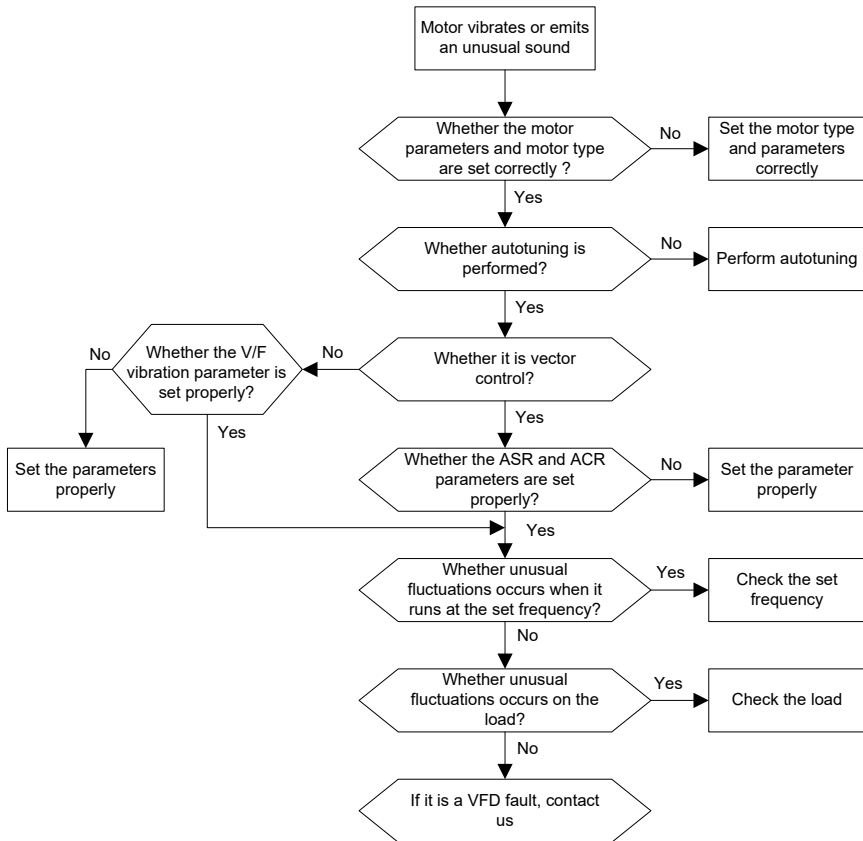 Motor vibrates or emits
an unusual sound
Whether the motor
parameters and motor type
are set correctly ?
No
Set the motor type
and parameters
correctly
Yes
Whether autotuning is
performed?
No
Perform autotuning
Yes
Whether it is vector
control?
No
Whether the V/F
vibration parameter is
set properly?
No
Set the parameters
properly
Yes
Yes
Whether the ASR and ACR
parameters are set
properly?
No
Set the parameter
properly
Yes
Whether unusual
fluctuations occurs when it
runs at the set frequency?
Yes
Check the set
frequency
No
Whether unusual
fluctuations occurs on the
load?
Yes
Check the load
No
If it is a VFD fault, contact
us